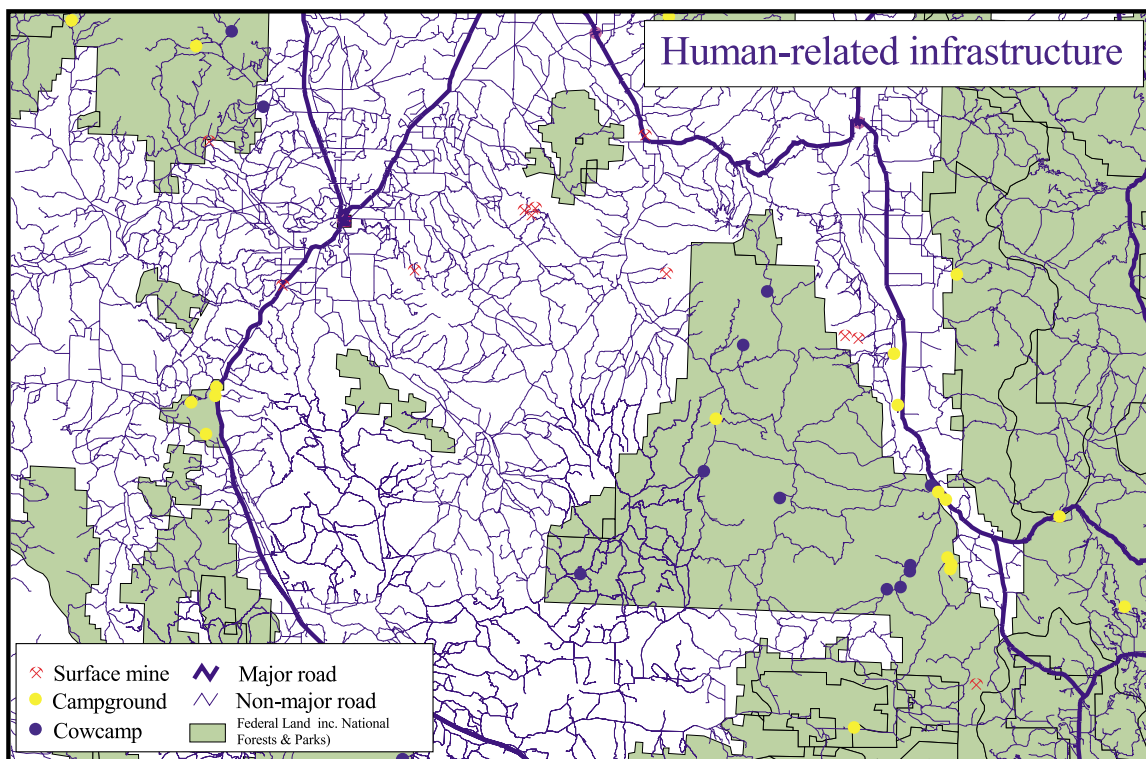 Human-related infrastructure
Surface mine
Major road
Campground
Non-major road
Cowcamp
Federal Land inc. National
Forests & Parks)